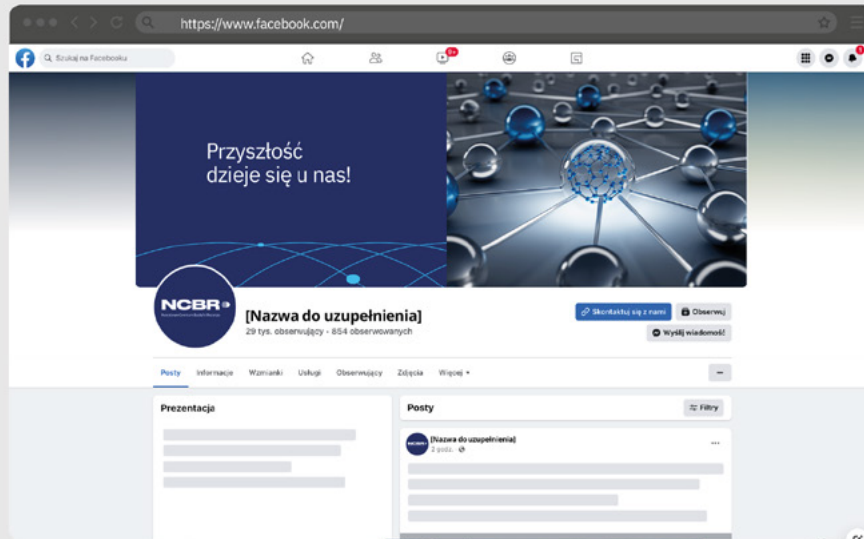 https://www.facebook.com/
Szukaj na Facebooku
9+
1
Przyszłość
dzieje się u nas!
NCBR
[Nazwa do uzupełnienia]
29 tys. obserwujący • 654 obserwowanych
Skontaktuj się z nami
Obserwuj
Wyślij wiadomość
Posty Informacje Wzmianki Usługi Obserwujący Zdjęcia Więcej
Prezentacja
Posty
Filtry
[Nazwa do uzupełnienia]
2 godz.